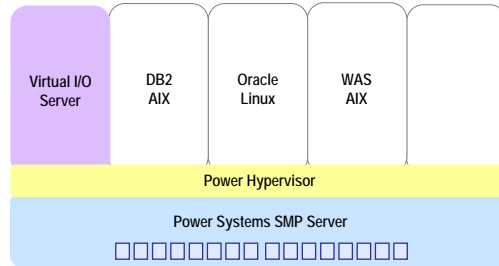 Virtual I/O
Server
DB2
AIX
Oracle
Linux
WAS
AIX
Power Hypervisor
Power Systems SMP Server